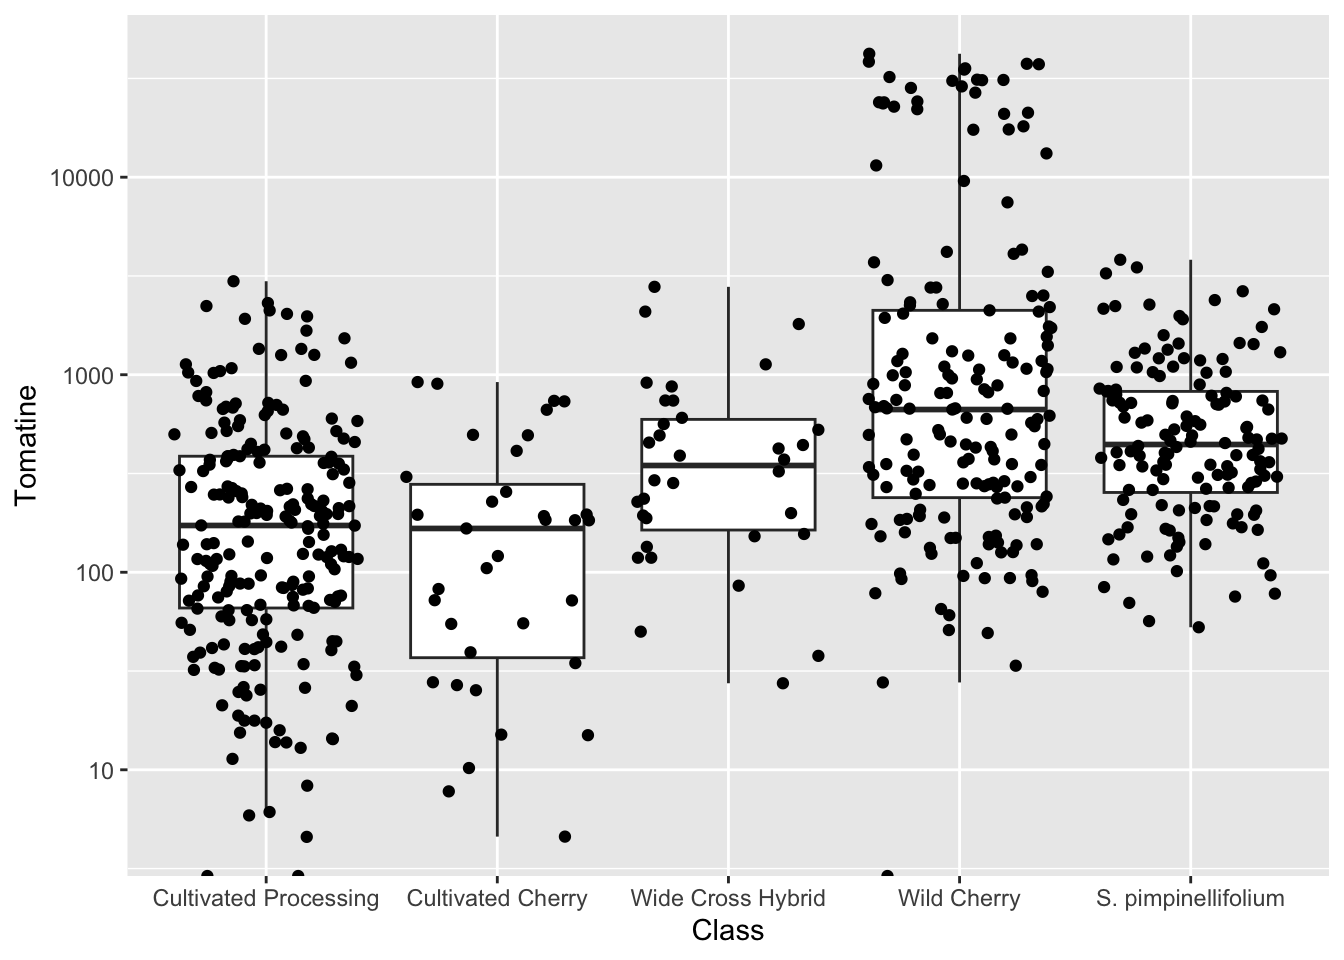 Tomatine
10000
1000
100
10
Cultivated Processing
Cultivated Cherry
Wide Cross Hybrid
Wild Cherry
S. pimpinellifolium
Class